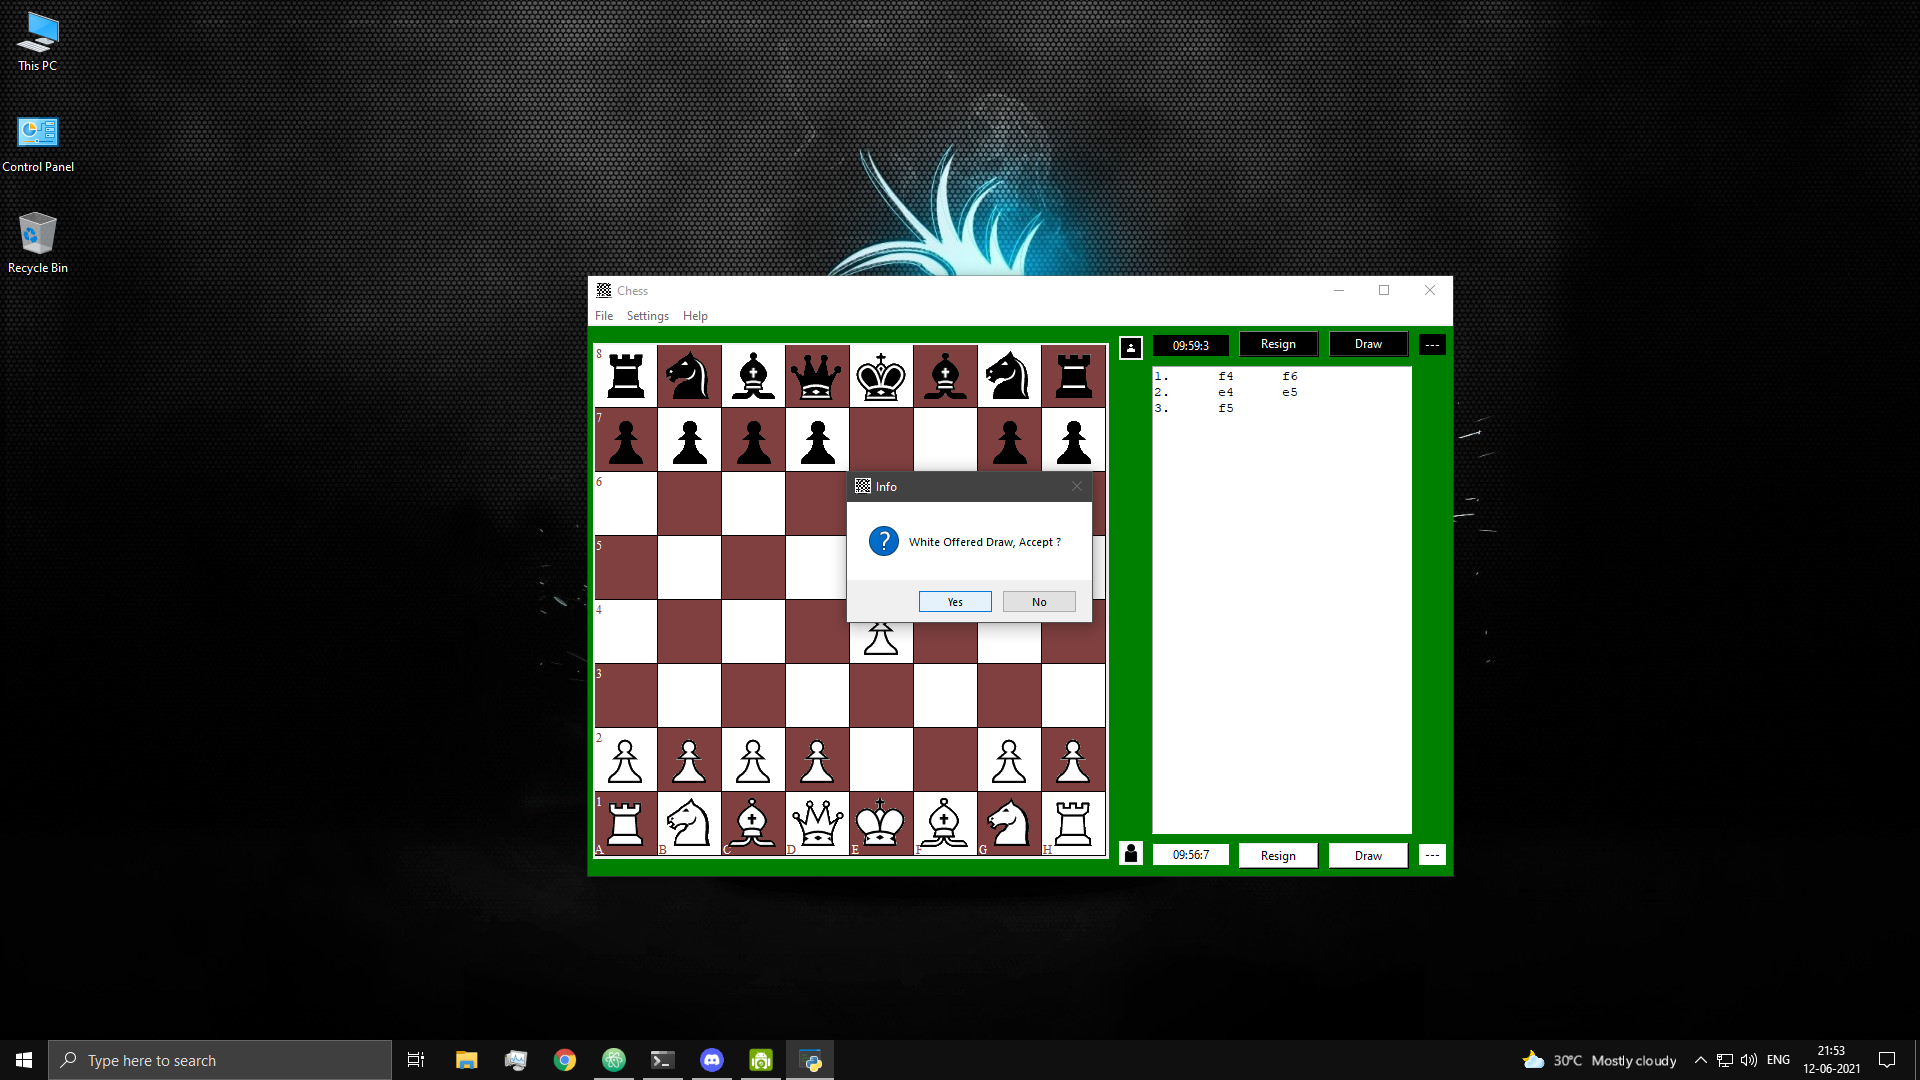 This PC
Control Panel
Recycle Bin
Chess
File Settings Help
8
7
6
5
4
3
2
1
A B C D E F G H
09:59:3 Resign Draw ---
1. f4 f6
2. e4 e5
3. f5
Info
? White Offered Draw, Accept ?
Yes No
09:56:7 Resign Draw ---
Type here to search
30°C Mostly cloudy
ENG
21:53
12-06-2021